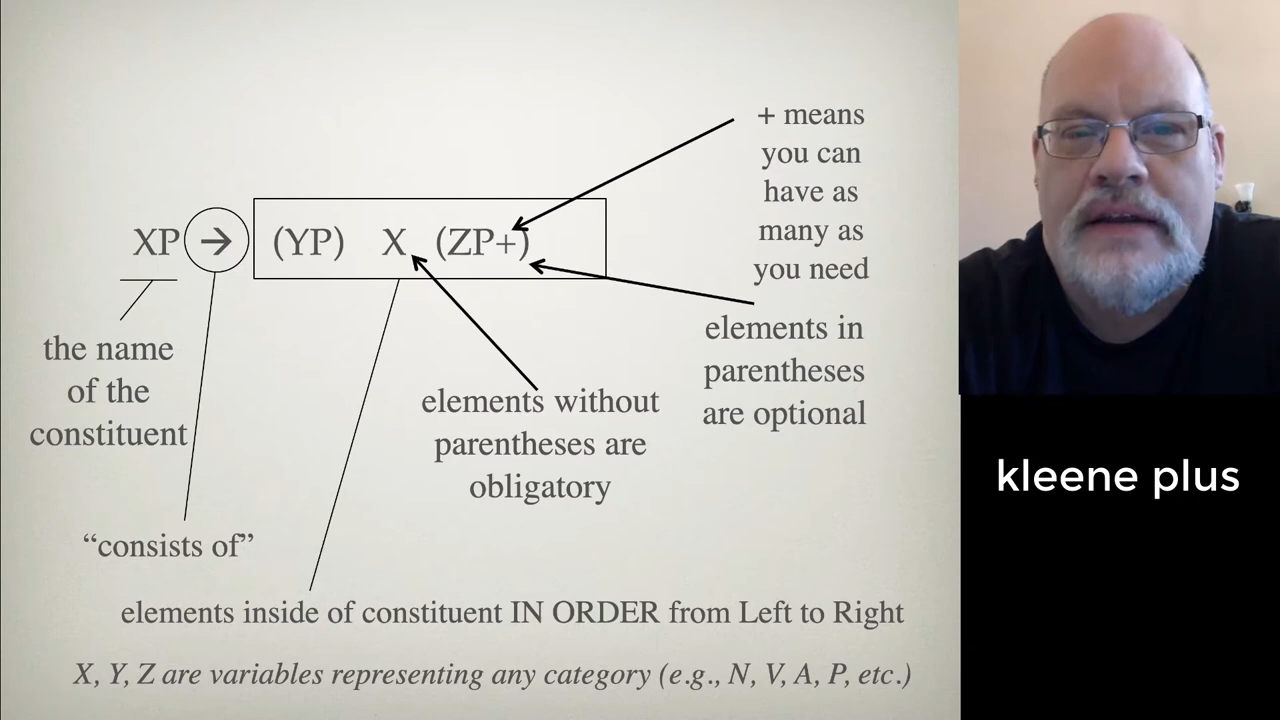 + means
you can
have as
many as
you need
XP → (YP) X (ZP+)
elements in
parentheses
are optional
the name
of the
constituent
elements without
parentheses are
obligatory
“consists of”
elements inside of constituent IN ORDER from Left to Right
X, Y, Z are variables representing any category (e.g., N, V, A, P, etc.)
kleene plus